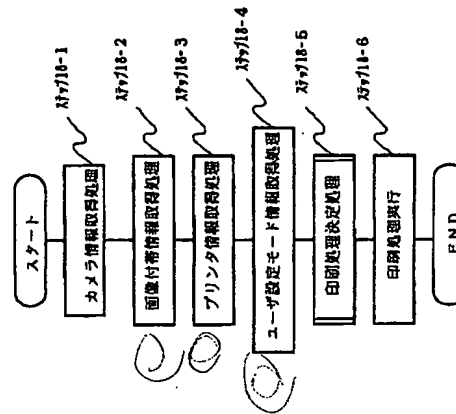 スタート
カメラ情報取得処理
ステップ18-1
画像付帯情報取得処理
ステップ18-2
プリンタ情報取得処理
ステップ18-3
ユーザ設定モード情報取得処理
ステップ18-4
印刷処理決定処理
ステップ18-5
印刷処理実行
ステップ18-6
END